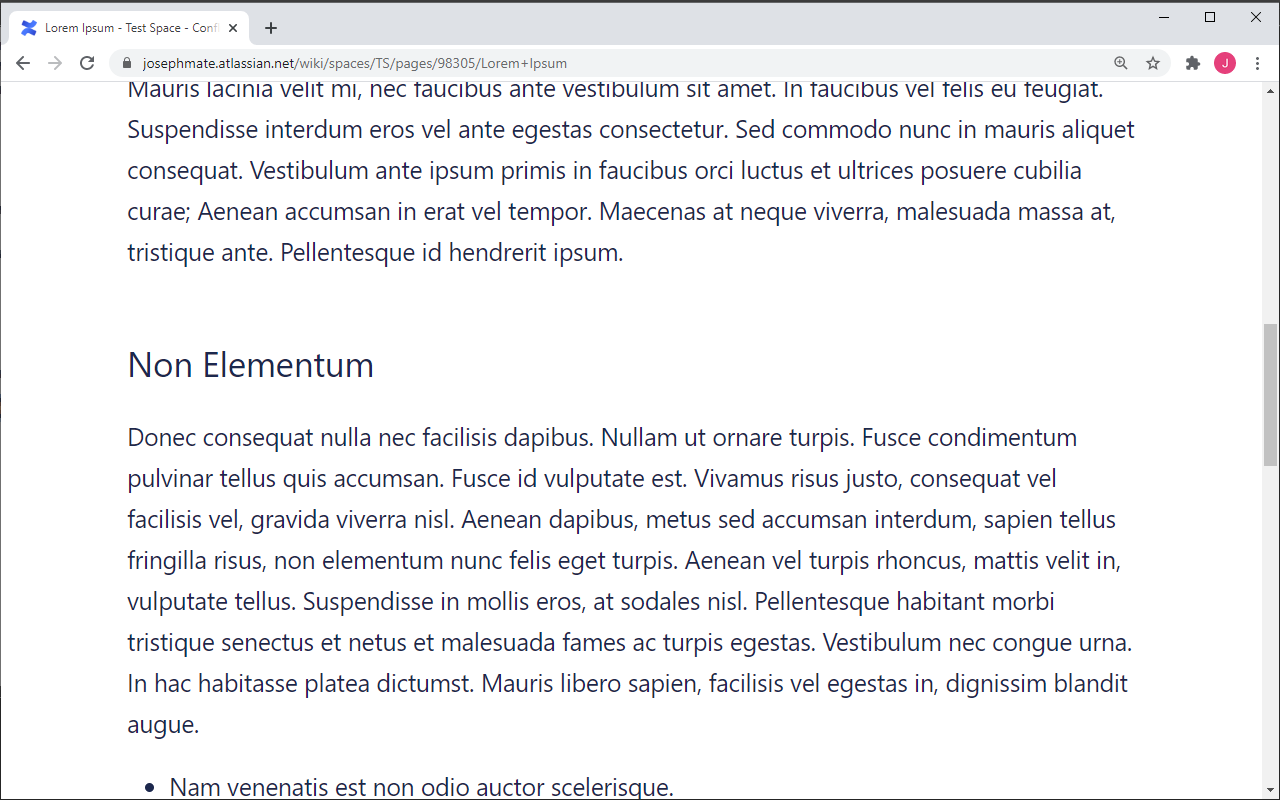 Lorem Ipsum - Test Space - Conf
josephmate.atlassian.net/wiki/spaces/TS/pages/98305/Lorem+Ipsum
J
Mauris lacinia velit mi, nec faucibus ante vestibulum sit amet. In faucibus vel felis eu feugiat.
Suspendisse interdum eros vel ante egestas consectetur. Sed commodo nunc in mauris aliquet
consequat. Vestibulum ante ipsum primis in faucibus orci luctus et ultrices posuere cubilia
curae; Aenean accumsan in erat vel tempor. Maecenas at neque viverra, malesuada massa at,
tristique ante. Pellentesque id hendrerit ipsum.
Non Elementum
Donec consequat nulla nec facilisis dapibus. Nullam ut ornare turpis. Fusce condimentum
pulvinar tellus quis accumsan. Fusce id vulputate est. Vivamus risus justo, consequat vel
facilisis vel, gravida viverra nisl. Aenean dapibus, metus sed accumsan interdum, sapien tellus
fringilla risus, non elementum nunc felis eget turpis. Aenean vel turpis rhoncus, mattis velit in,
vulputate tellus. Suspendisse in mollis eros, at sodales nisl. Pellentesque habitant morbi
tristique senectus et netus et malesuada fames ac turpis egestas. Vestibulum nec congue urna.
In hac habitasse platea dictumst. Mauris libero sapien, facilisis vel egestas in, dignissim blandit
augue.
• Nam venenatis est non odio auctor scelerisque.